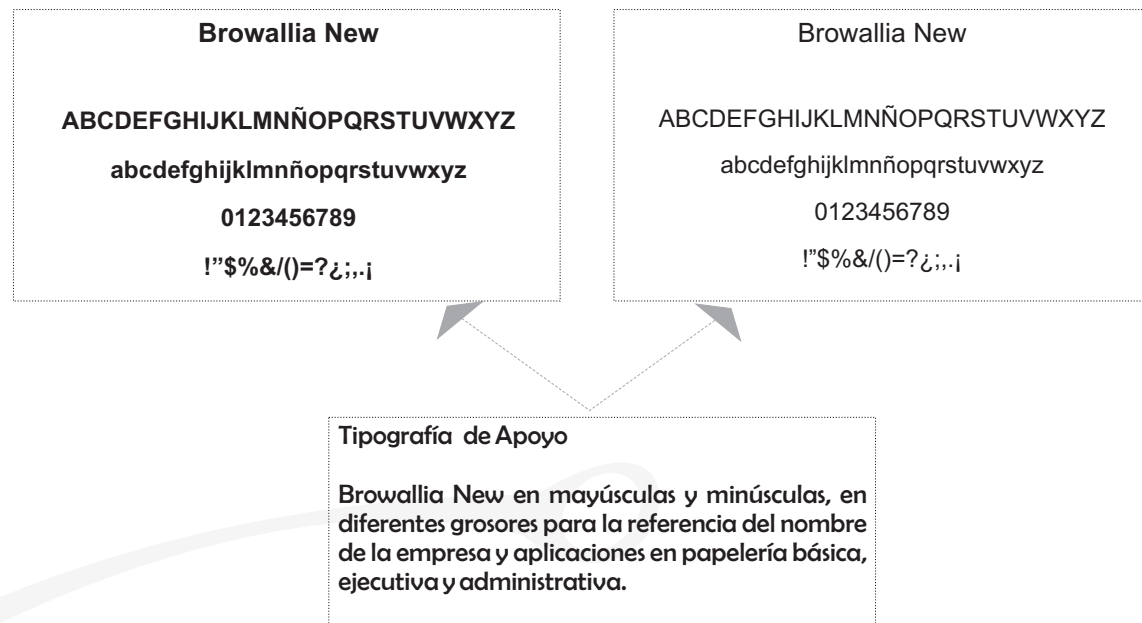 Browallia New
ABCDEFGHIJKLMNÑOPQRSTUVWXYZ
abcdefghijklmnñopqrstuvwxyz
0123456789
!”$%&/()=?¿;,.¡
Browallia New
ABCDEFGHIJKLMNÑOPQRSTUVWXYZ
abcdefghijklmnñopqrstuvwxyz
0123456789
!”$%&/()=?¿;,.¡
Tipografía de Apoyo
Browallia New en mayúsculas y minúsculas, en
diferentes grosores para la referencia del nombre
de la empresa y aplicaciones en papelería básica,
ejecutiva y administrativa.